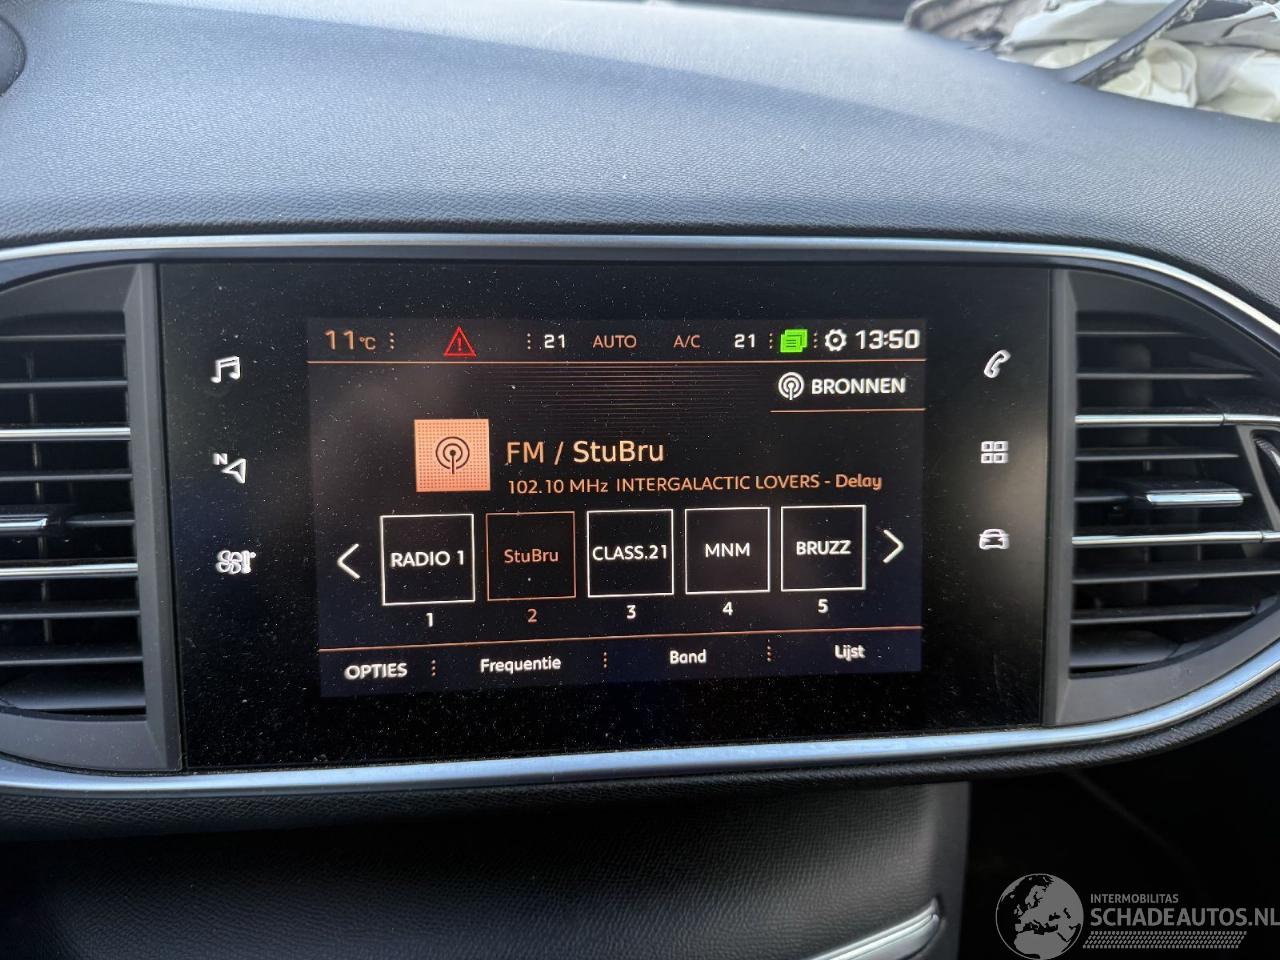 11°C 21 AUTO A/C 21 13:50
BRONNEN
FM / StuBru
102.10 MHz INTERGALACTIC LOVERS - Delay
RADIO 1 StuBru CLASS.21 MNM BRUZZ
1 2 3 4 5
OPTIES Frequentie Band Lijst
N
INTERMOBILITAS
SCHADEAUTOS.NL